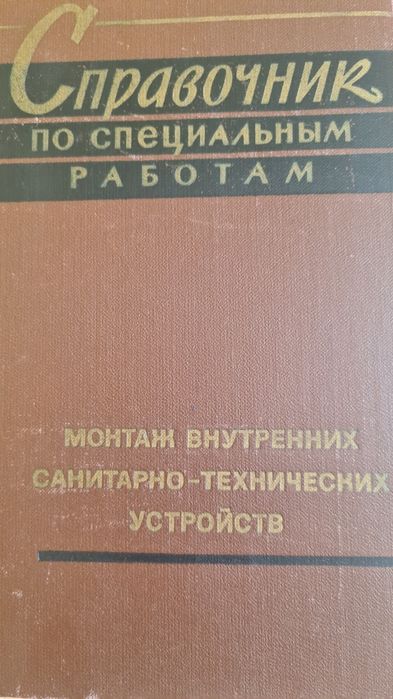 Справочник
ПО СПЕЦИАЛЬНЫМ
РАБОТАМ
МОНТАЖ ВНУТРЕННИХ
САНИТАРНО-ТЕХНИЧЕСКИХ
УСТРОЙСТВ